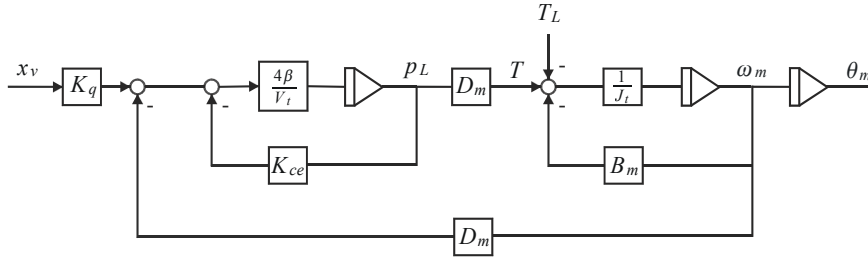 T_L
x_v
K_q
4β
V_t
p_L
D_m
T
1
J_t
ω_m
θ_m
-
-
-
-
K_ce
B_m
D_m